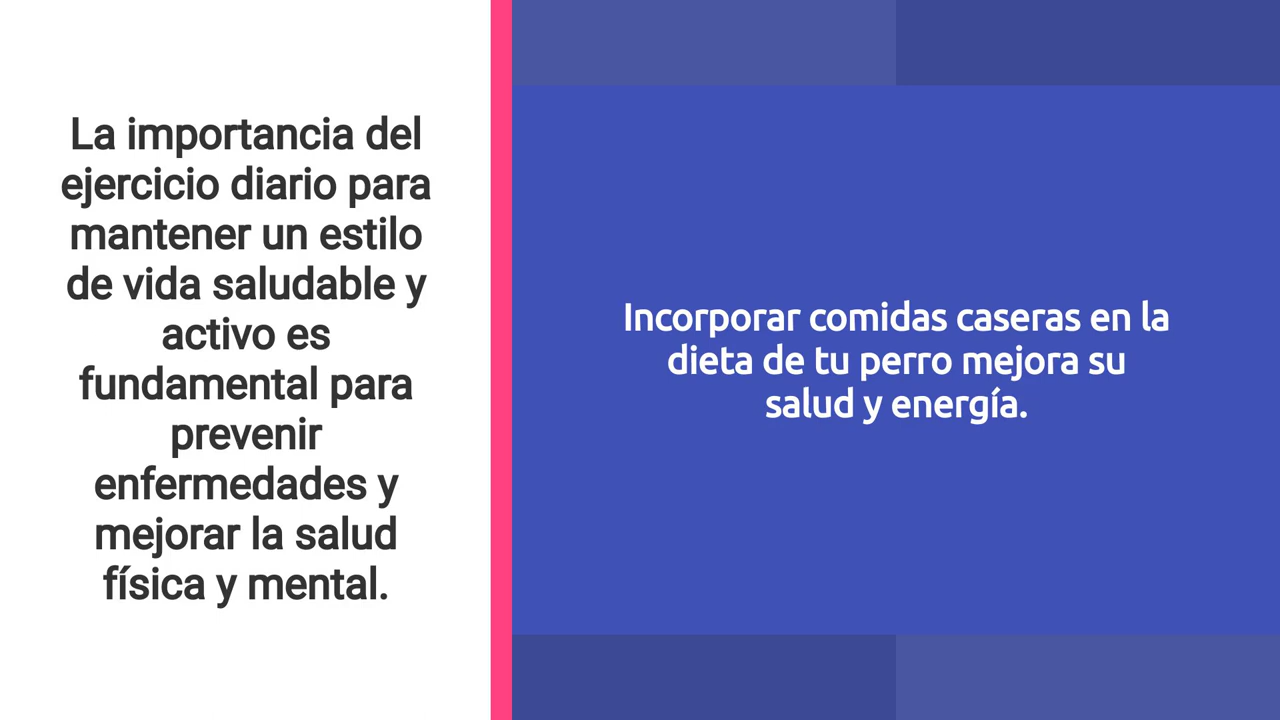 La importancia del
ejercicio diario para
mantener un estilo
de vida saludable y
activo es
fundamental para
prevenir
enfermedades y
mejorar la salud
física y mental.
Incorporar comidas caseras en la
dieta de tu perro mejora su
salud y energía.